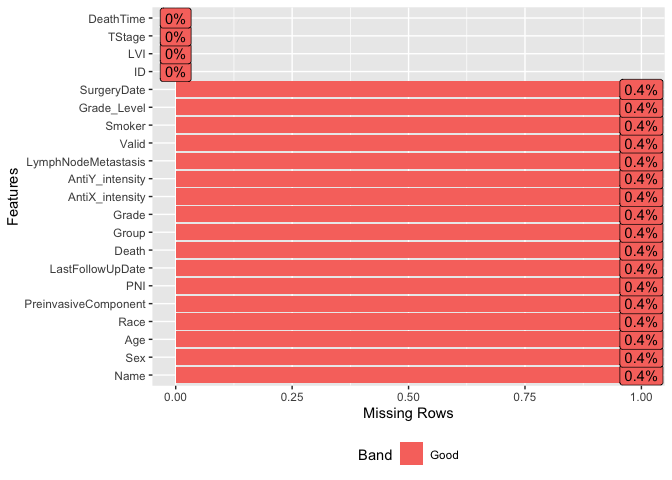 DeathTime 0%
TStage 0%
LVI 0%
ID 0%
SurgeryDate 0.4%
Grade_Level 0.4%
Smoker 0.4%
Valid 0.4%
LymphNodeMetastasis 0.4%
AntiY_intensity 0.4%
AntiX_intensity 0.4%
Grade 0.4%
Group 0.4%
Death 0.4%
LastFollowUpDate 0.4%
PNI 0.4%
PreinvasiveComponent 0.4%
Race 0.4%
Age 0.4%
Sex 0.4%
Name 0.4%
Features
0.00 0.25 0.50 0.75 1.00
Missing Rows
Band Good